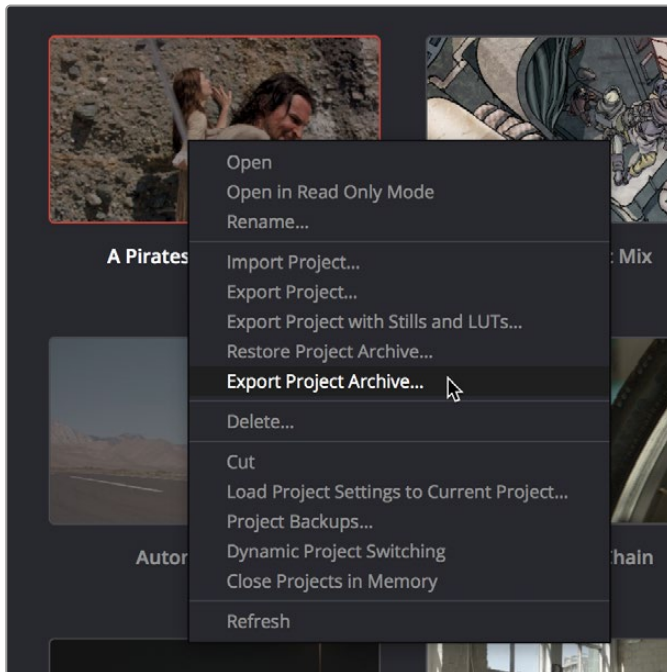 Open
Open in Read Only Mode
Rename...
A Pirates
Mix
Import Project...
Export Project...
Export Project with Stills and LUTs...
Restore Project Archive...
Export Project Archive...
Delete...
Cut
Load Project Settings to Current Project...
Project Backups...
Dynamic Project Switching
Autor
hain
Close Projects in Memory
Refresh